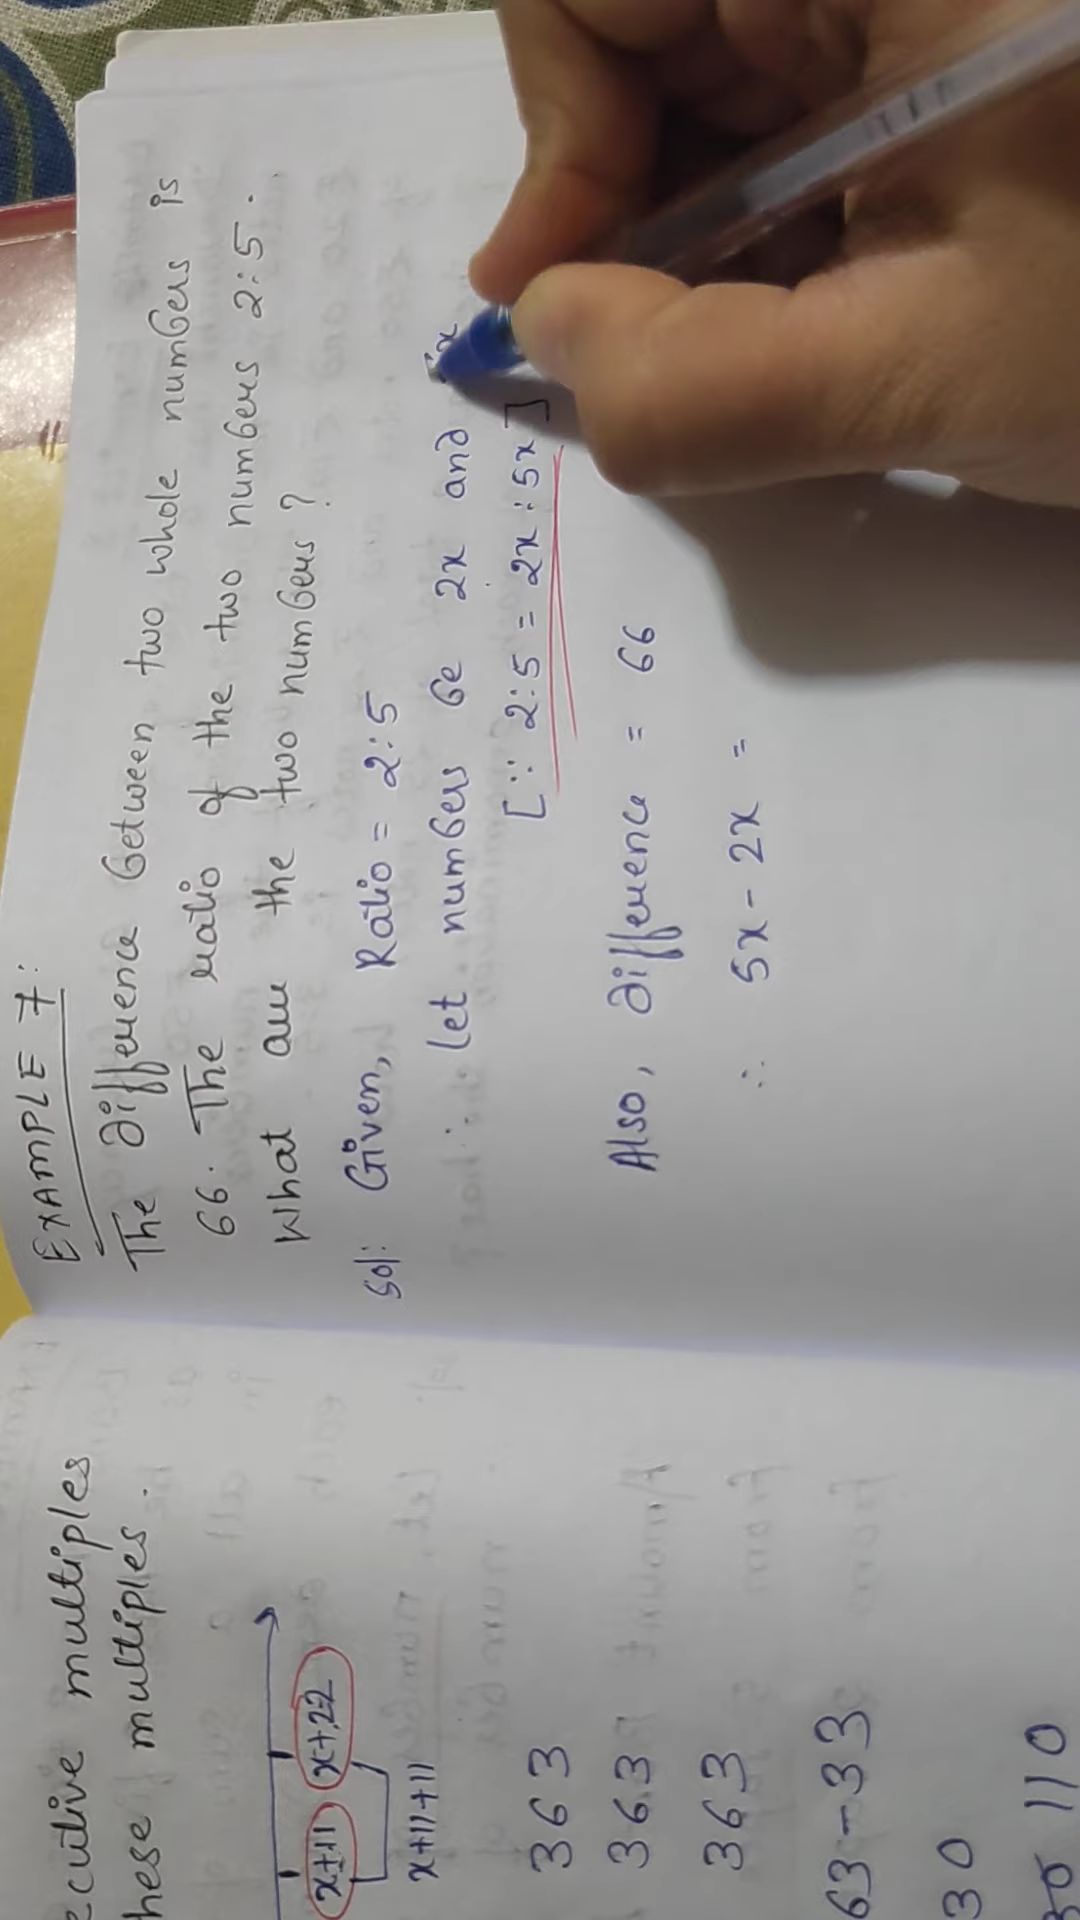 EXAMPLE 7:
The difference between two whole numbers is
66. The ratio of the two numbers 2:5.
What are the two numbers?
Sol: Given, Ratio = 2:5
Let numbers be 2x and 5x
[∵ 2:5 = 2x:5x]
Also, difference = 66
∴ 5x - 2x =
ecutive multiples
hese multiples.
x+11 x+22
x+11+11
363
363
363
63-33
30
110